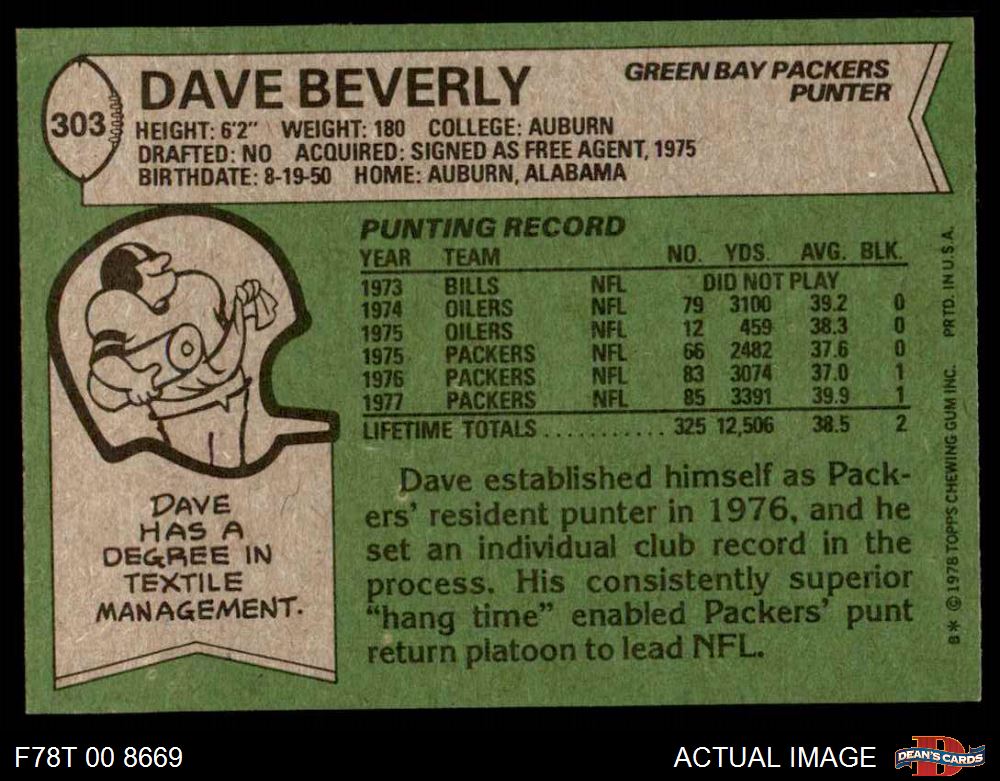 303
DAVE BEVERLY
GREEN BAY PACKERS
PUNTER
HEIGHT: 6'2" WEIGHT: 180 COLLEGE: AUBURN
DRAFTED: NO ACQUIRED: SIGNED AS FREE AGENT, 1975
BIRTHDATE: 8-19-50 HOME: AUBURN, ALABAMA
PUNTING RECORD
YEAR TEAM NO. YDS. AVG. BLK.
1973 BILLS NFL DID NOT PLAY
1974 OILERS NFL 79 3100 39.2 0
1975 OILERS NFL 12 459 38.3 0
1975 PACKERS NFL 66 2482 37.6 0
1976 PACKERS NFL 83 3074 37.0 1
1977 PACKERS NFL 85 3391 39.9 1
LIFETIME TOTALS ........... 325 12,506 38.5 2
DAVE
HAS A
DEGREE IN
TEXTILE
MANAGEMENT.
Dave established himself as Pack-
ers' resident punter in 1976, and he
set an individual club record in the
process. His consistently superior
"hang time" enabled Packers' punt
return platoon to lead NFL.
B* © 1978 TOPPS CHEWING GUM INC. PRTD. IN U.S.A.
F78T 00 8669
ACTUAL IMAGE
D
DEAN'S CARDS